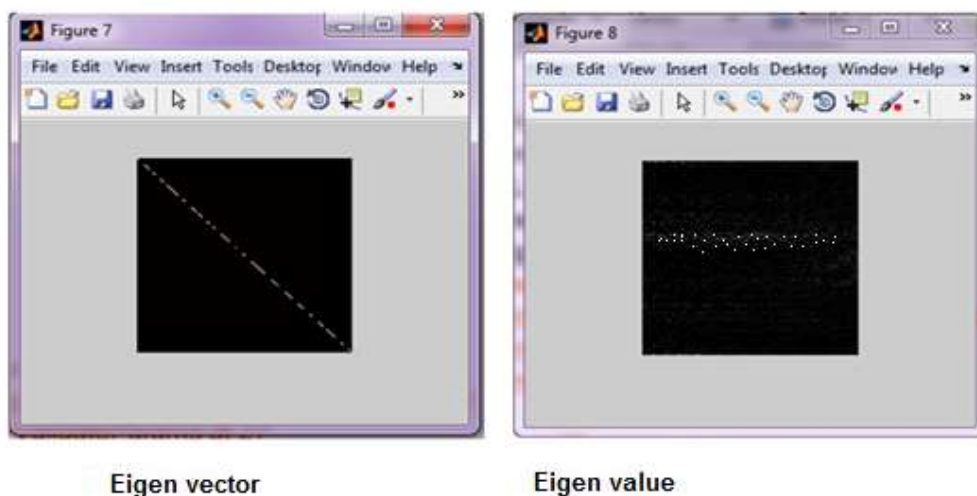 Figure 7
File Edit View Insert Tools Desktop Window Help
Figure 8
File Edit View Insert Tools Desktop Window Help
Eigen vector
Eigen value